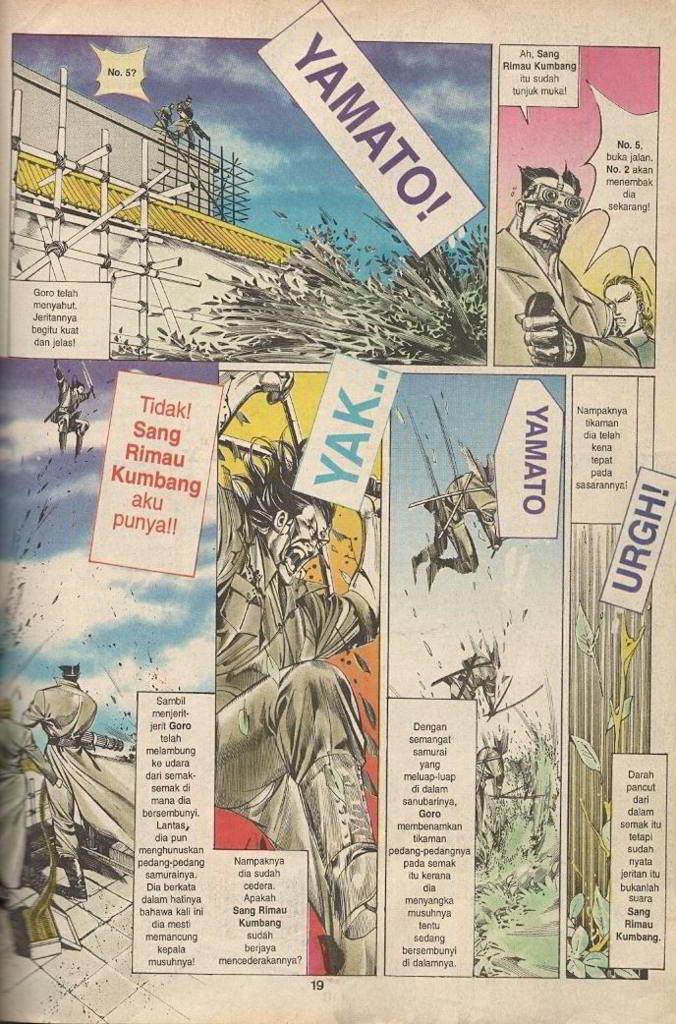 No. 5?
YAMATO!
Goro telah
menyahut.
Jeritannya
begitu kuat
dan jelas!
Ah, Sang
Rimau Kumbang
itu sudah
tunjuk muka!
No. 5,
buka jalan.
No. 2 akan
menembak
dia
sekarang!
Tidak!
Sang
Rimau
Kumbang
aku
punya!!
Sambil
menjerit-
jerit Goro
telah
melambung
ke udara
dari semak-
semak di
mana dia
bersembunyi.
Lantas,
dia pun
menghunuskan
pedang-pedang
samurainya.
Dia berkata
dalam hatinya
bahawa kali ini
dia mesti
memancung
kepala
musuhnya!
YAK...
Nampaknya
dia sudah
cedera.
Apakah
Sang Rimau
Kumbang
sudah
berjaya
mencederakannya?
YAMATO
Dengan
semangat
samurai
yang
meluap-luap
di dalam
sanubarinya,
Goro
membenamkan
tikaman
pedang-pedangnya
pada semak
itu kerana
dia
menyangka
musuhnya
tentu
sedang
bersembunyi
di dalamnya.
Nampaknya
tikaman
dia telah
kena
tepat
pada
sasarannya!
URGH!
Darah
pancut
dari
dalam
semak itu
tetapi
sudah
nyata
jeritan itu
bukanlah
suara
Sang
Rimau
Kumbang.
19